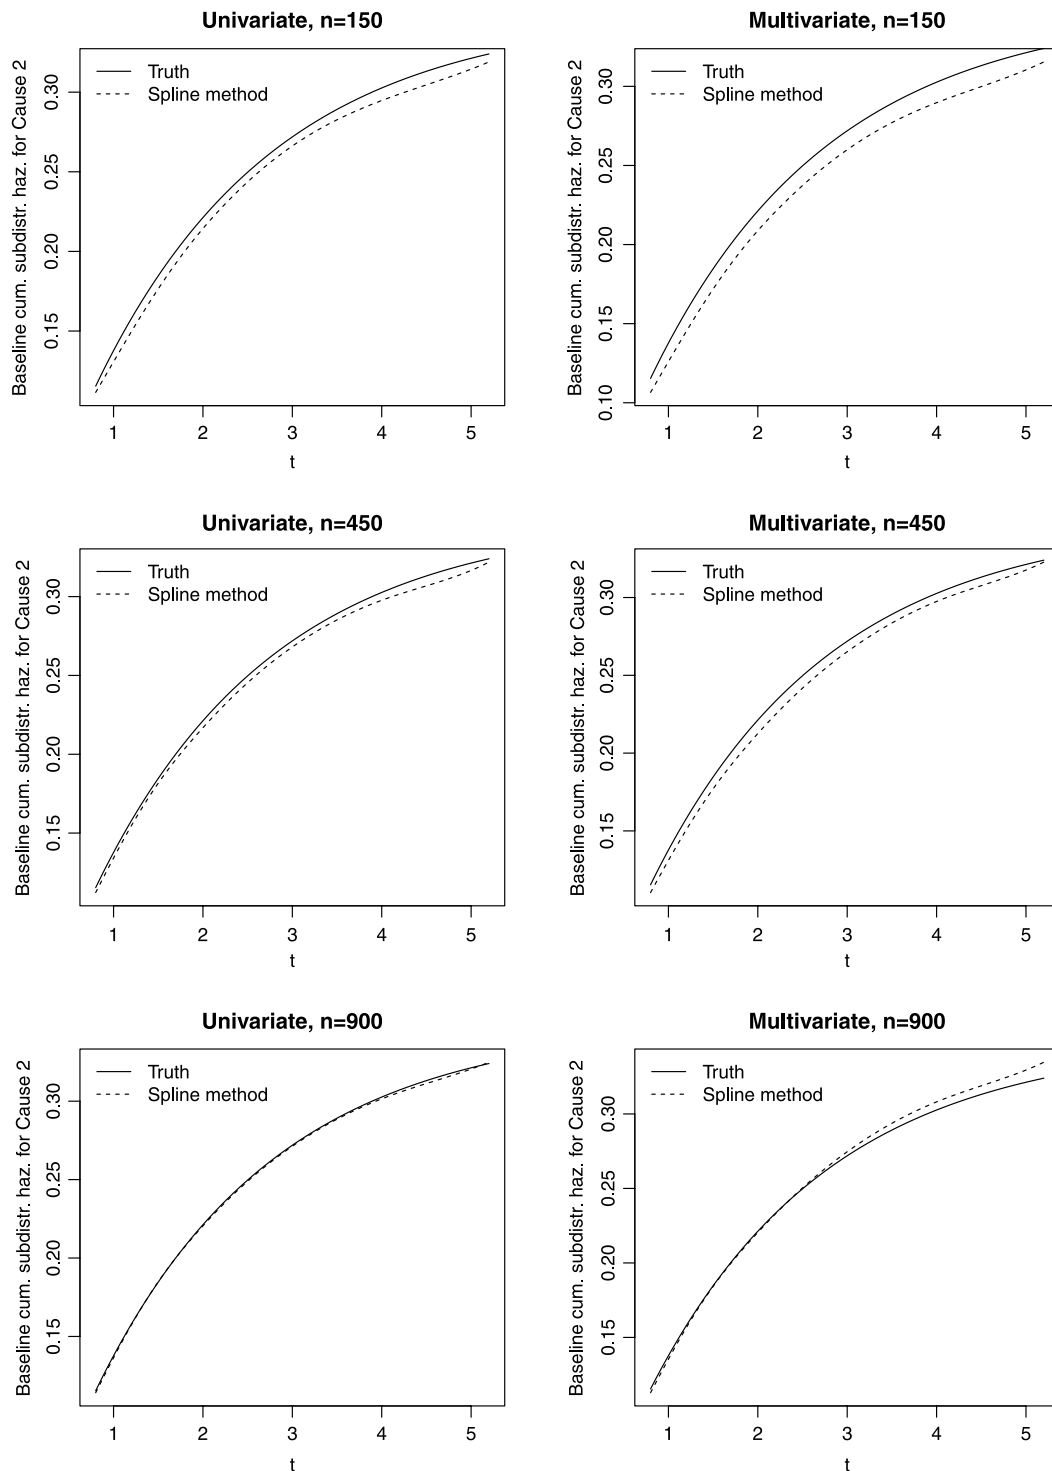 Univariate, n=150
Truth
Spline method
Baseline cum. subdistr. haz. for Cause 2
0.30
0.25
0.20
0.15
1 2 3 4 5
t
Multivariate, n=150
Truth
Spline method
Baseline cum. subdistr. haz. for Cause 2
0.30
0.25
0.20
0.15
0.10
1 2 3 4 5
t
Univariate, n=450
Truth
Spline method
Baseline cum. subdistr. haz. for Cause 2
0.30
0.25
0.20
0.15
1 2 3 4 5
t
Multivariate, n=450
Truth
Spline method
Baseline cum. subdistr. haz. for Cause 2
0.30
0.25
0.20
0.15
1 2 3 4 5
t
Univariate, n=900
Truth
Spline method
Baseline cum. subdistr. haz. for Cause 2
0.30
0.25
0.20
0.15
1 2 3 4 5
t
Multivariate, n=900
Truth
Spline method
Baseline cum. subdistr. haz. for Cause 2
0.30
0.25
0.20
0.15
1 2 3 4 5
t